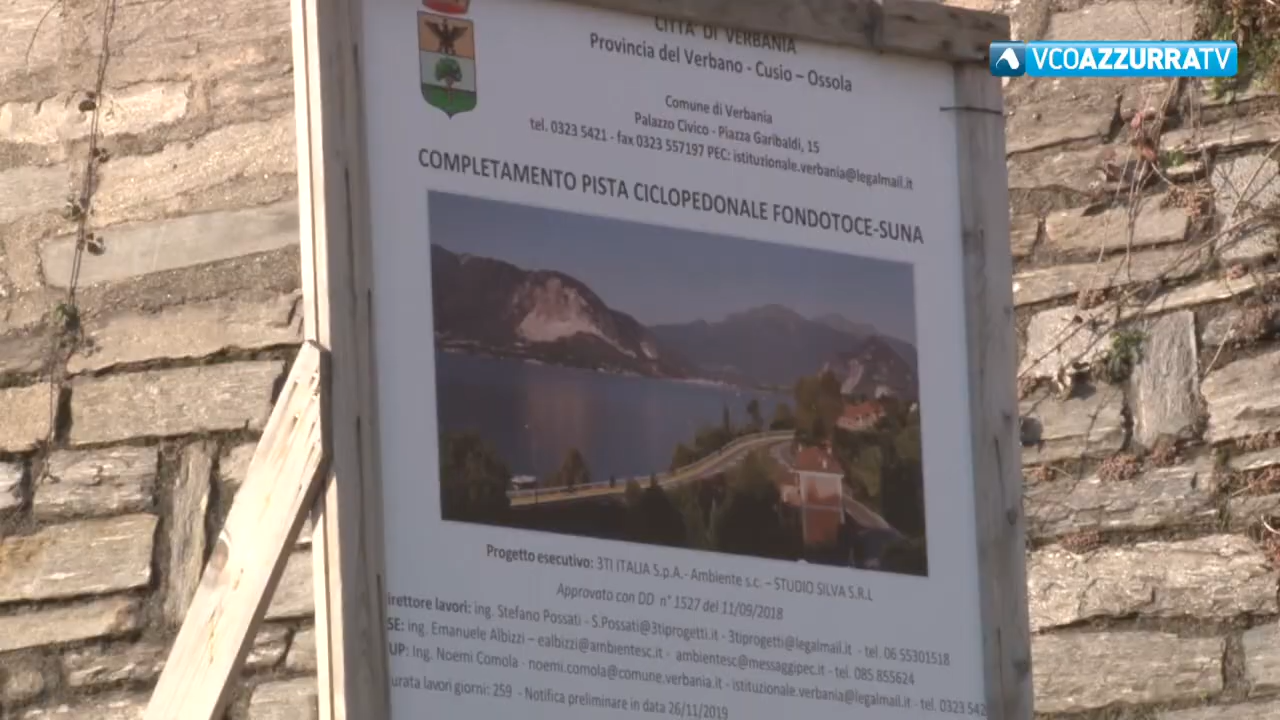 VCOAZZURRATV
CITTA' DI VERBANIA
Provincia del Verbano - Cusio – Ossola
Comune di Verbania
Palazzo Civico - Piazza Garibaldi, 15
tel. 0323 5421 - fax 0323 557197 PEC: istituzionale.verbania@legalmail.it
COMPLETAMENTO PISTA CICLOPEDONALE FONDOTOCE-SUNA
Progetto esecutivo: 3TI ITALIA S.p.A.- Ambiente s.c. – STUDIO SILVA S.R.L
Approvato con DD n° 1527 del 11/09/2018
irettore lavori: ing. Stefano Possati - S.Possati@3tiprogetti.it - 3tiprogetti@legalmail.it - tel. 06 55301518
SE: ing. Emanuele Albizzi – ealbizzi@ambientesc.it - ambientesc@messaggipec.it - tel. 085 855624
UP: Ing. Noemi Comola - noemi.comola@comune.verbania.it - istituzionale.verbania@legalmail.it - tel. 0323 542
urata lavori giorni: 259 - Notifica preliminare in data 26/11/2019